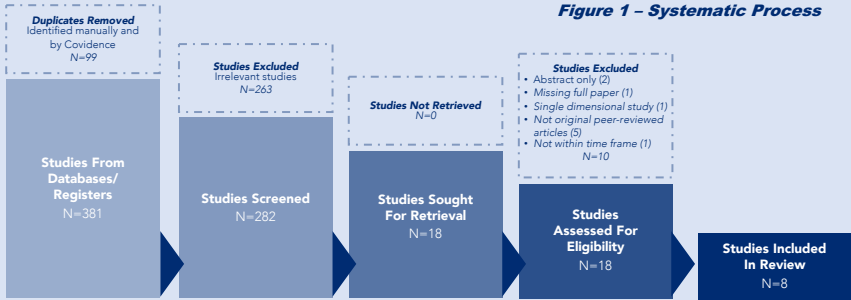 Figure 1 – Systematic Process
Duplicates Removed
Identified manually and
by Covidence
N=99
Studies From
Databases/
Registers
N=381
Studies Excluded
Irrelevant studies
N=263
Studies Screened
N=282
Studies Not Retrieved
N=0
Studies Sought
For Retrieval
N=18
Studies Excluded
• Abstract only (2)
• Missing full paper (1)
• Single dimensional study (1)
• Not original peer-reviewed
articles (5)
• Not within time frame (1)
N=10
Studies
Assessed For
Eligibility
N=18
Studies Included
In Review
N=8